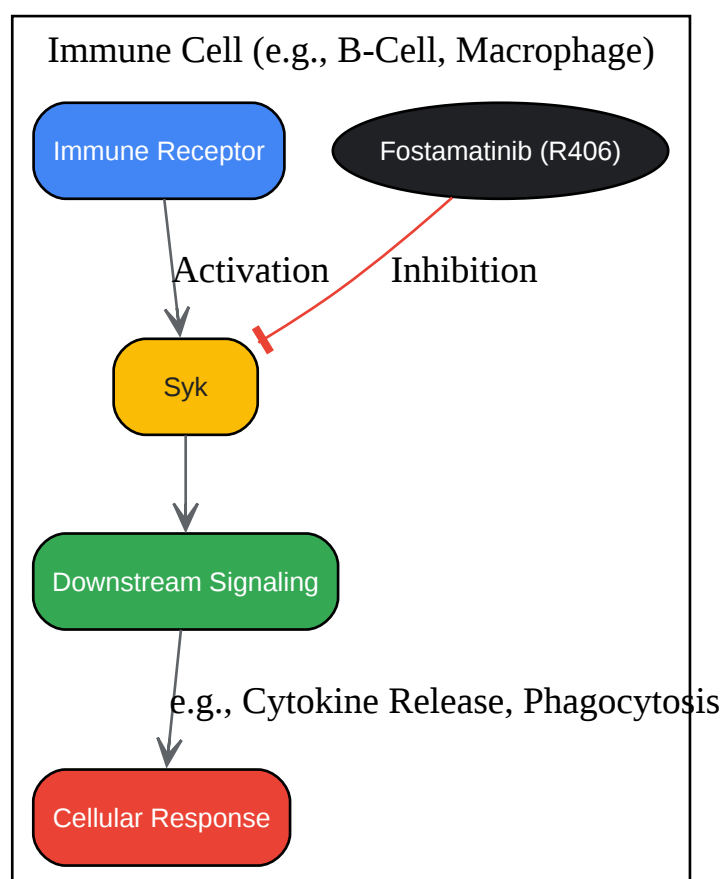 Immune Cell (e.g., B-Cell, Macrophage)
Immune Receptor
Fostamatinib (R406)
Activation
Inhibition
Syk
Downstream Signaling
e.g., Cytokine Release, Phagocytosis
Cellular Response